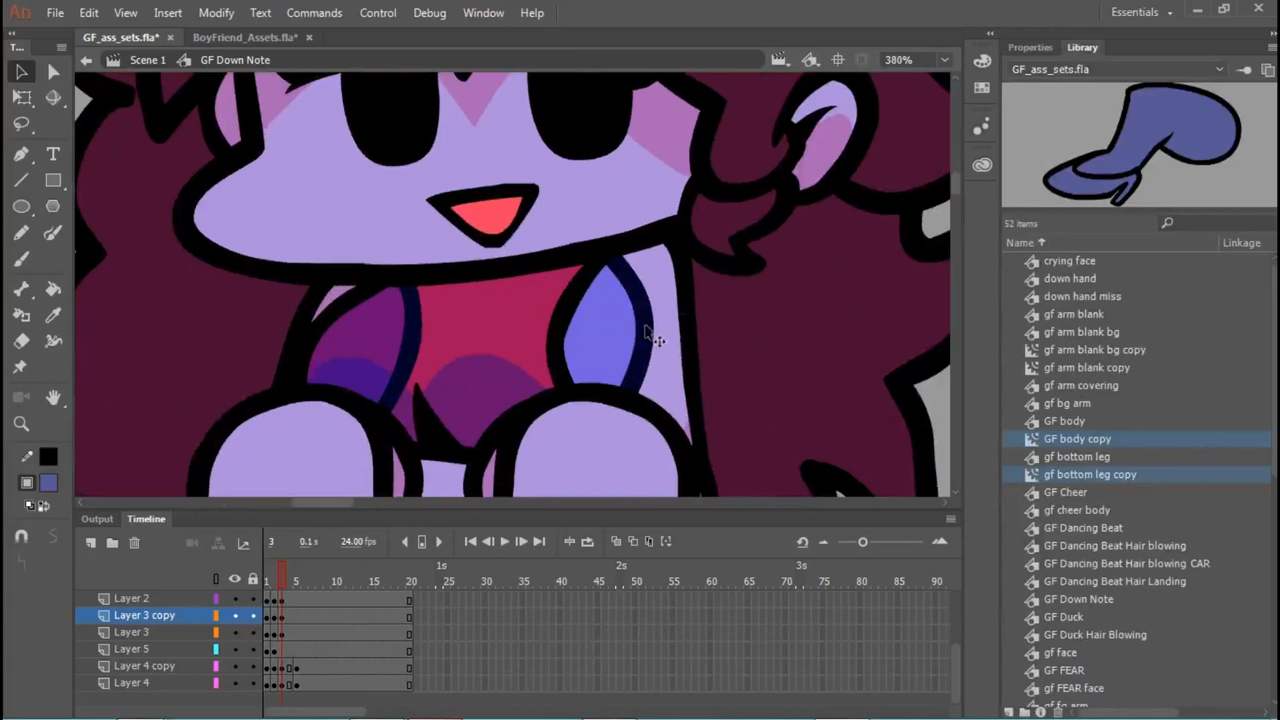 An File Edit View Insert Modify Text Commands Control Debug Window Help Essentials
GF_ass_sets.fla* × BoyFriend_Assets.fla* ×
T...
Scene 1 GF Down Note 380%
Properties Library
GF_ass_sets.fla
52 items
Name Linkage
crying face
down hand
down hand miss
gf arm blank
gf arm blank bg
gf arm blank bg copy
gf arm blank copy
gf arm covering
gf bg arm
GF body
GF body copy
gf bottom leg
gf bottom leg copy
GF Cheer
gf cheer body
GF Dancing Beat
GF Dancing Beat Hair blowing
GF Dancing Beat Hair blowing CAR
GF Dancing Beat Hair Landing
GF Down Note
GF Duck
GF Duck Hair Blowing
gf face
GF FEAR
gf FEAR face
Output Timeline
3 0.1 s 24.00 fps
1s 2s 3s
1 5 10 15 20 25 30 35 40 45 50 55 60 65 70 75 80 85 90
Layer 2
Layer 3 copy
Layer 3
Layer 5
Layer 4 copy
Layer 4